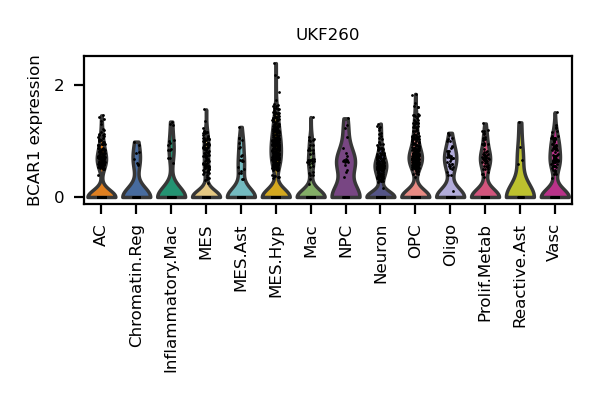 UKF260
BCAR1 expression
2
0
AC
Chromatin.Reg
Inflammatory.Mac
MES
MES.Ast
MES.Hyp
Mac
NPC
Neuron
OPC
Oligo
Prolif.Metab
Reactive.Ast
Vasc